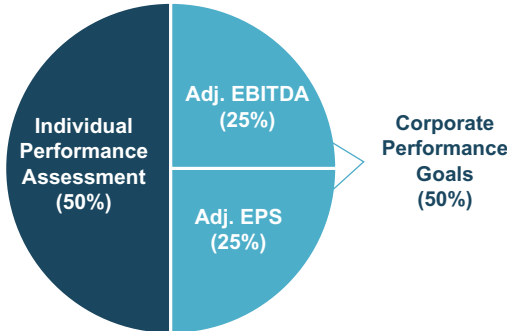 Individual
Performance
Assessment
(50%)
Adj. EBITDA
(25%)
Adj. EPS
(25%)
Corporate
Performance
Goals
(50%)